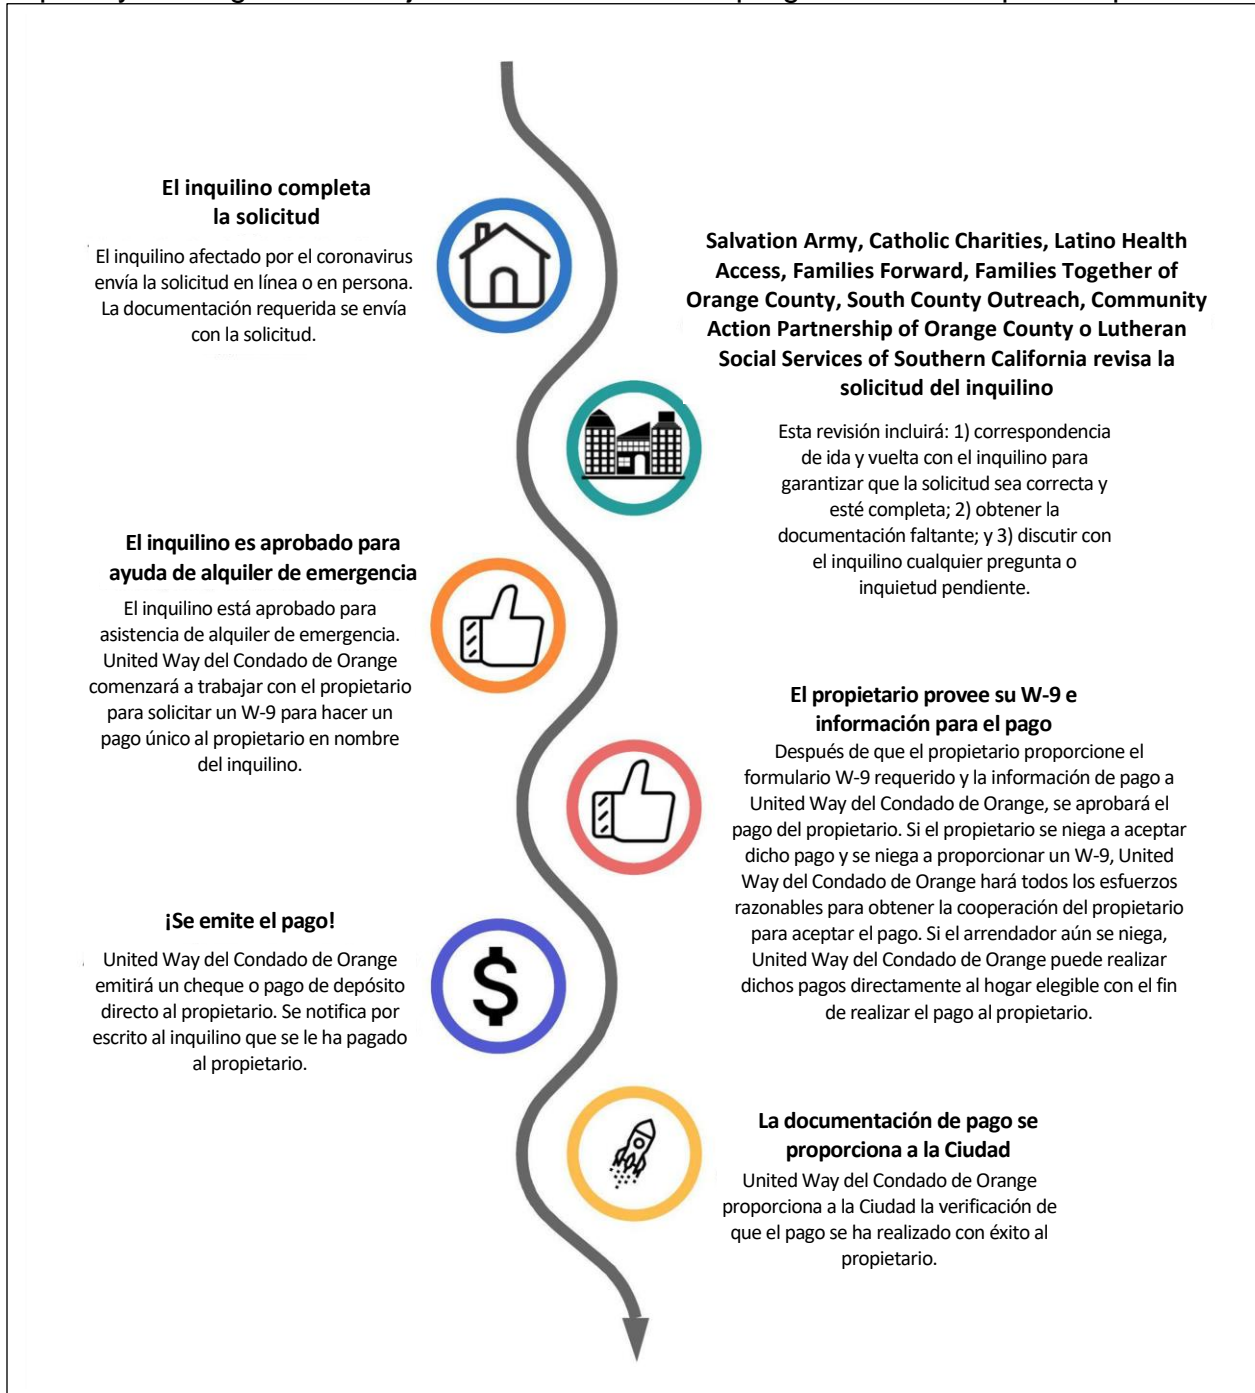 El inquilino completa
la solicitud
El inquilino afectado por el coronavirus
envía la solicitud en línea o en persona.
La documentación requerida se envía
con la solicitud.
Salvation Army, Catholic Charities, Latino Health
Access, Families Forward, Families Together of
Orange County, South County Outreach, Community
Action Partnership of Orange County o Lutheran
Social Services of Southern California revisa la
solicitud del inquilino
Esta revisión incluirá: 1) correspondencia
de ida y vuelta con el inquilino para
garantizar que la solicitud sea correcta y
esté completa; 2) obtener la
documentación faltante; y 3) discutir con
el inquilino cualquier pregunta o
inquietud pendiente.
El inquilino es aprobado para
ayuda de alquiler de emergencia
El inquilino está aprobado para
asistencia de alquiler de emergencia.
United Way del Condado de Orange
comenzará a trabajar con el propietario
para solicitar un W-9 para hacer un
pago único al propietario en nombre
del inquilino.
El propietario provee su W-9 e
información para el pago
Después de que el propietario proporcione el
formulario W-9 requerido y la información de pago a
United Way del Condado de Orange, se aprobará el
pago del propietario. Si el propietario se niega a aceptar
dicho pago y se niega a proporcionar un W-9, United
Way del Condado de Orange hará todos los esfuerzos
razonables para obtener la cooperación del propietario
para aceptar el pago. Si el arrendador aún se niega,
United Way del Condado de Orange puede realizar
dichos pagos directamente al hogar elegible con el fin
de realizar el pago al propietario.
¡Se emite el pago!
United Way del Condado de Orange
emitirá un cheque o pago de depósito
directo al propietario. Se notifica por
escrito al inquilino que se le ha pagado
al propietario.
$
La documentación de pago se
proporciona a la Ciudad
United Way del Condado de Orange
proporciona a la Ciudad la verificación de
que el pago se ha realizado con éxito al
propietario.